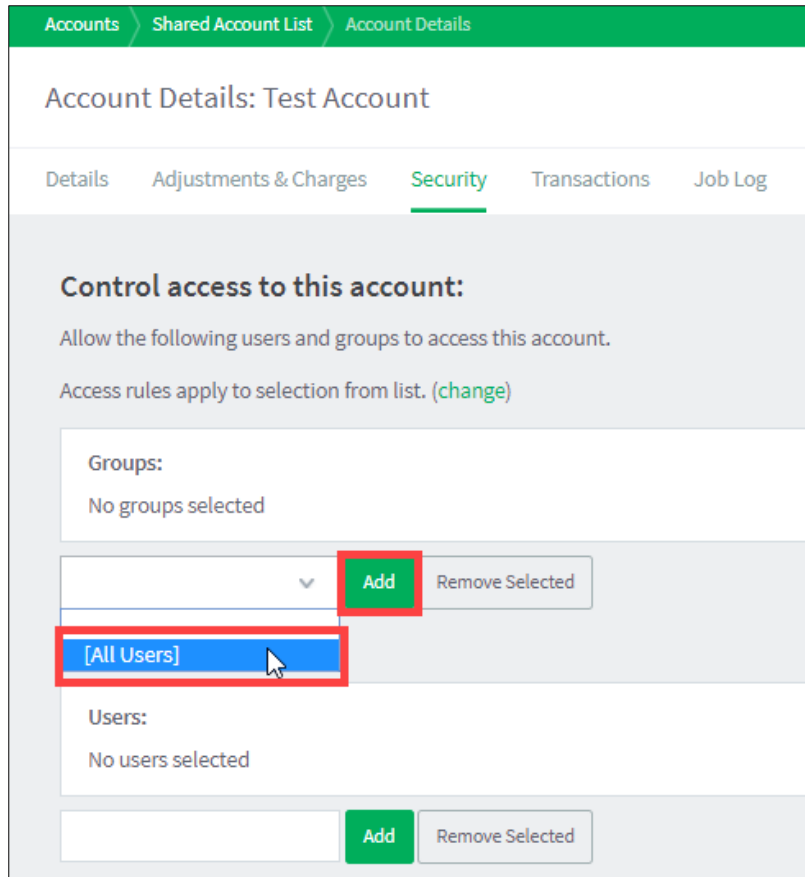 Accounts Shared Account List Account Details
Account Details: Test Account
Details Adjustments & Charges Security Transactions Job Log
Control access to this account:
Allow the following users and groups to access this account.
Access rules apply to selection from list. (change)
Groups:
No groups selected
Add Remove Selected
[All Users]
Users:
No users selected
Add Remove Selected